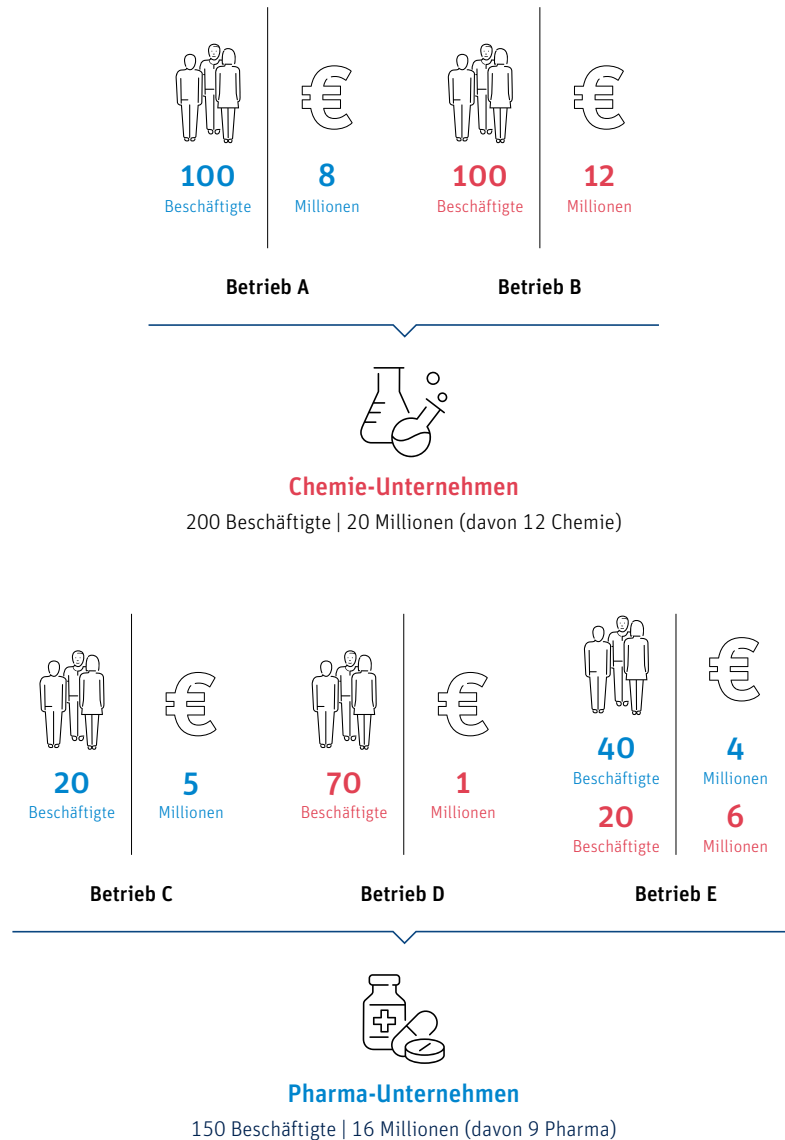 100 8 100 12
Beschäftigte Millionen Beschäftigte Millionen
Betrieb A Betrieb B
Chemie-Unternehmen
200 Beschäftigte | 20 Millionen (davon 12 Chemie)
40 4
20 5 70 1 Beschäftigte Millionen
Beschäftigte Millionen Beschäftigte Millionen 20 6
Beschäftigte Millionen
Betrieb C Betrieb D Betrieb E
Pharma-Unternehmen
150 Beschäftigte | 16 Millionen (davon 9 Pharma)